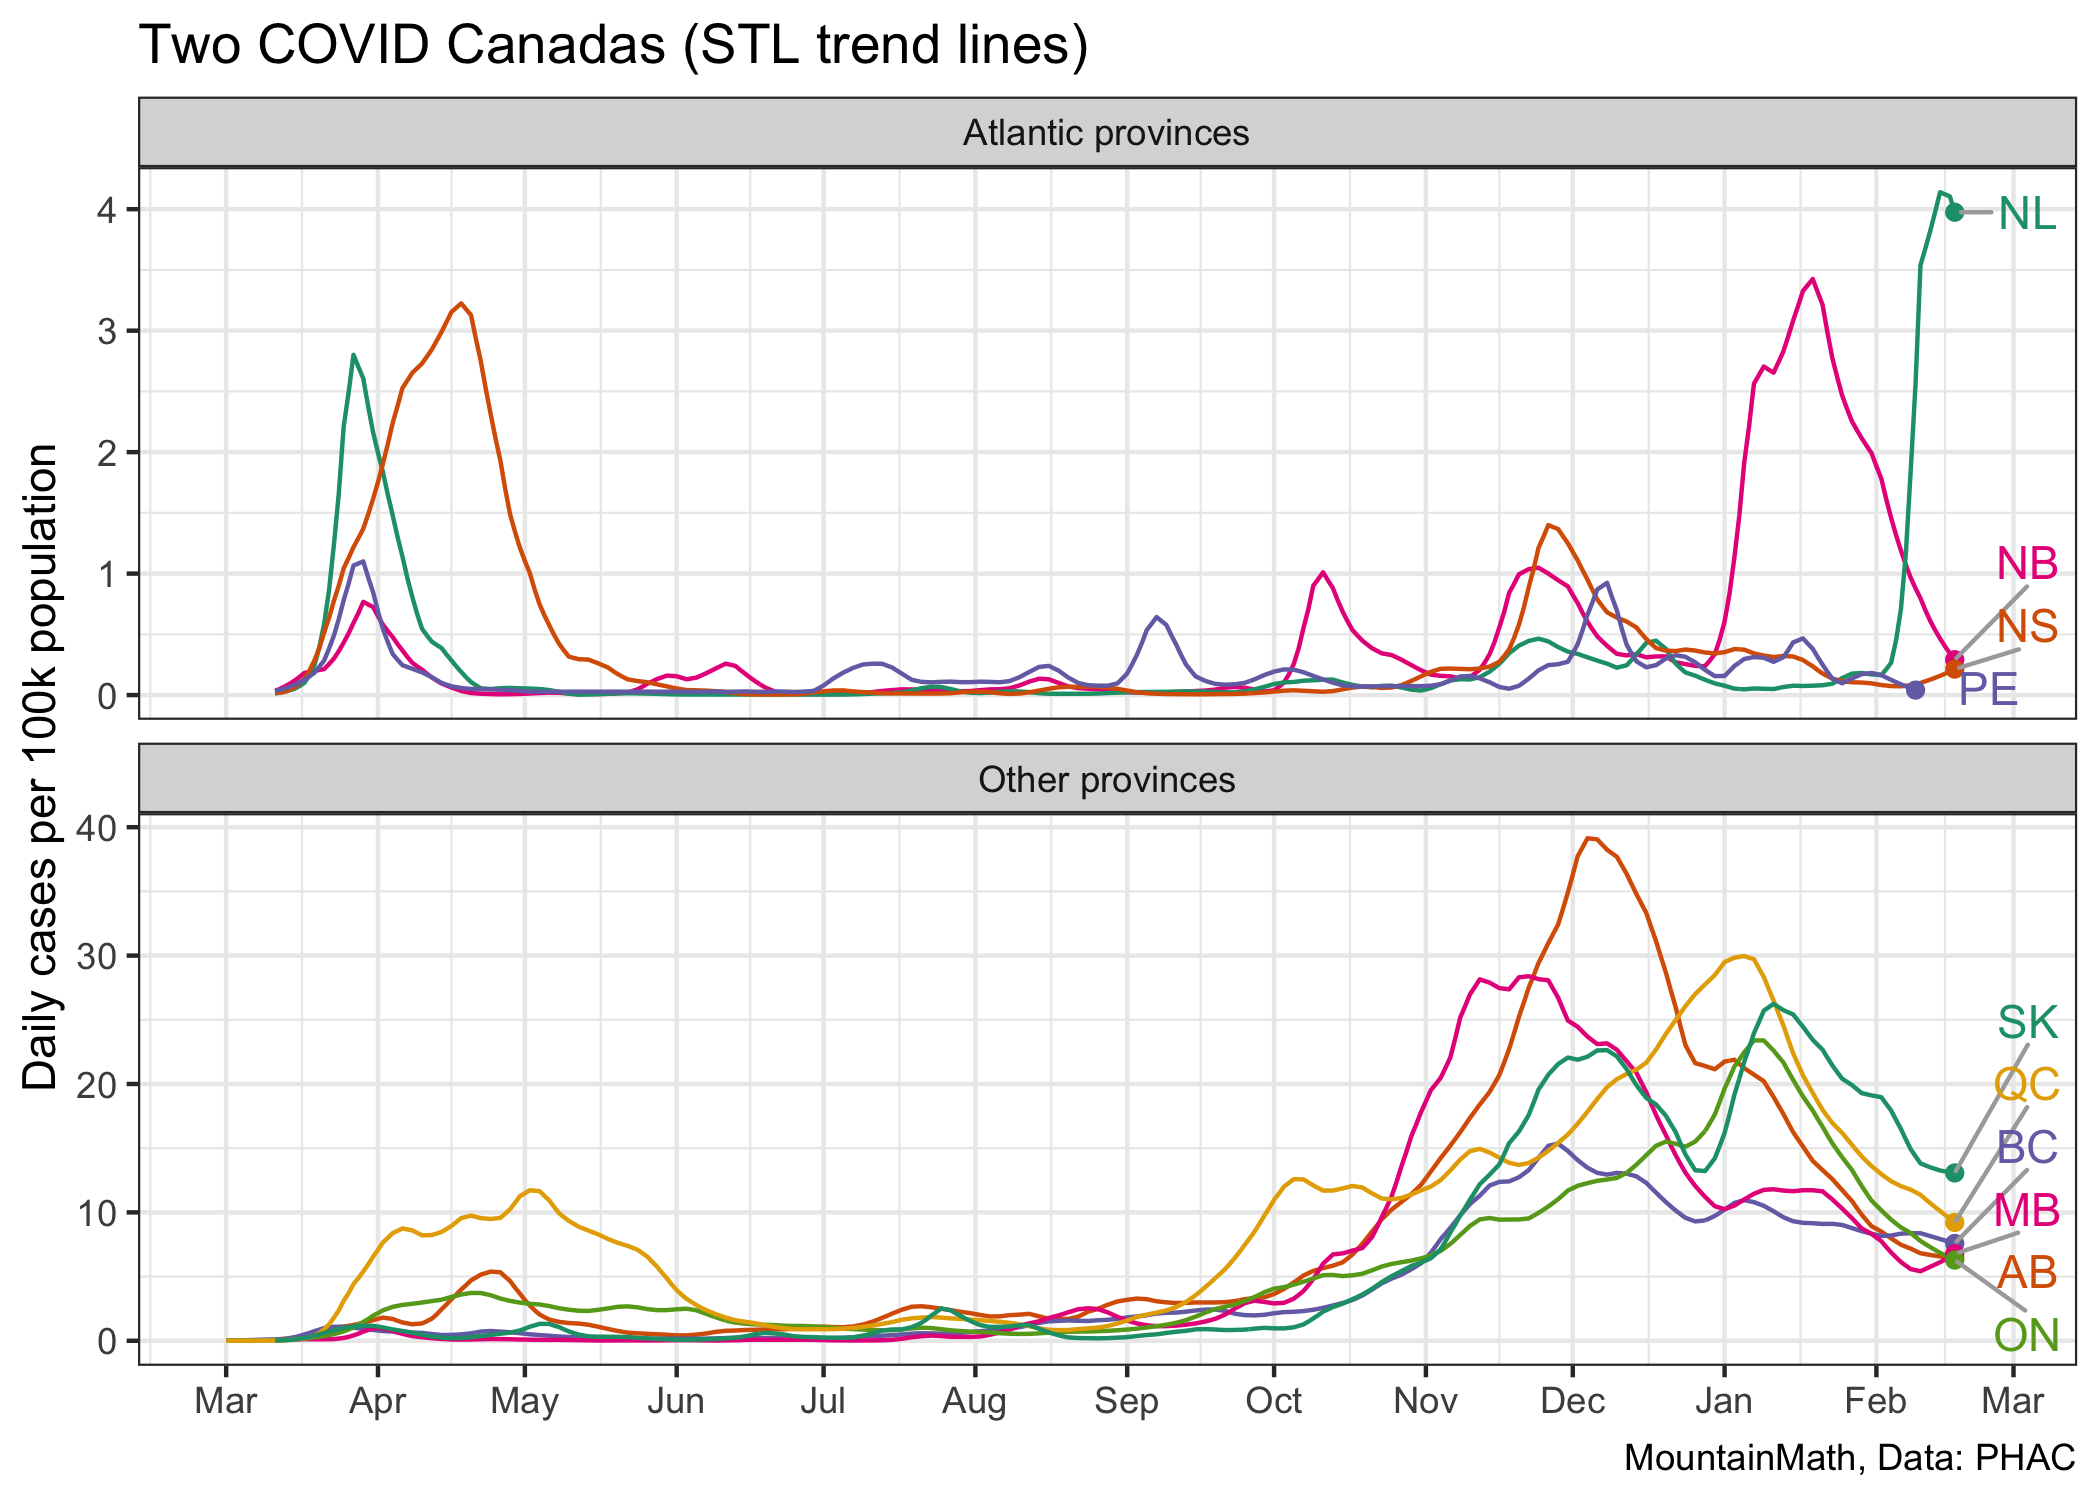 Two COVID Canadas (STL trend lines)
Atlantic provinces
Daily cases per 100k population
4
3
2
1
0
NL
NB
NS
PE
Other provinces
40
30
20
10
0
SK
QC
BC
MB
AB
ON
Mar Apr May Jun Jul Aug Sep Oct Nov Dec Jan Feb Mar
MountainMath, Data: PHAC